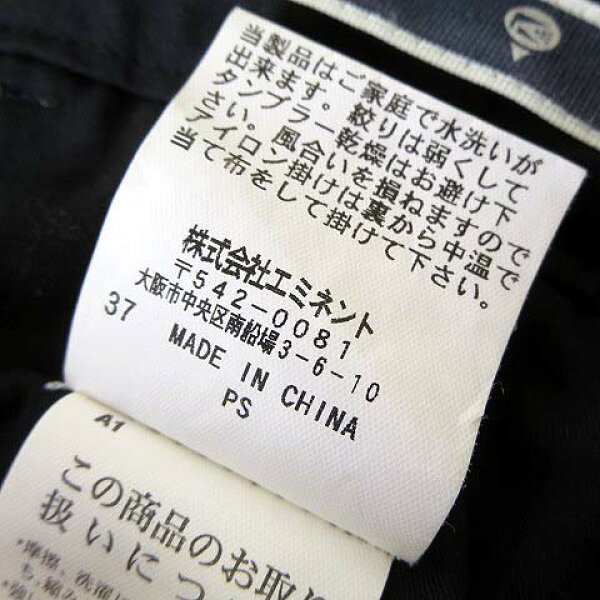 当製品はご家庭で水洗いが
出来ます。絞りは弱くして
タンブラー乾燥はお避け下
さい。風合いを損ねますので
アイロン掛けは裏から中温で
当て布をして掛けて下さい。
株式会社エミネント
〒542-0081
大阪市中央区南船場3-6-10
37
MADE IN CHINA
PS
A1
この商品のお取り
扱いにつ